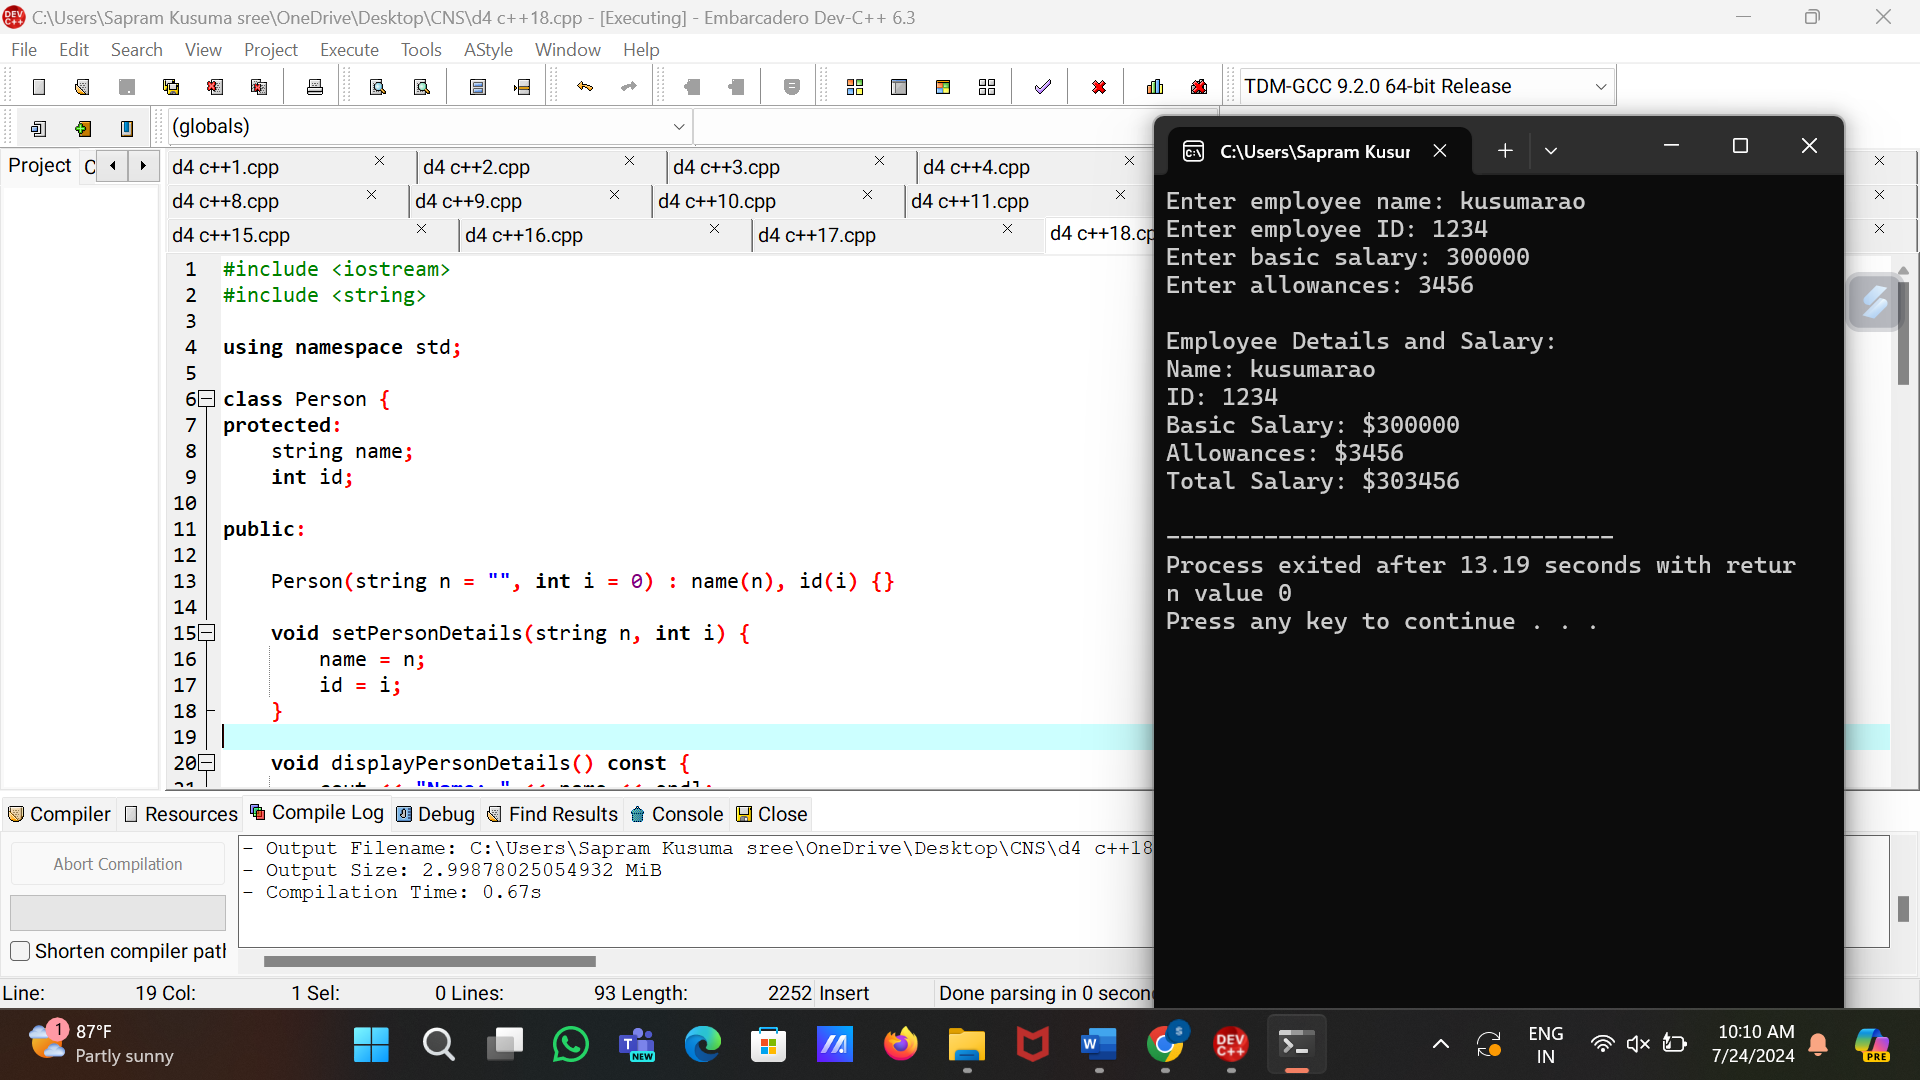 C:\Users\Sapram Kusuma sree\OneDrive\Desktop\CNS\d4 c++18.cpp - [Executing] - Embarcadero Dev-C++ 6.3
File Edit Search View Project Execute Tools AStyle Window Help
TDM-GCC 9.2.0 64-bit Release
(globals)
Project
d4 c++1.cpp d4 c++2.cpp d4 c++3.cpp d4 c++4.cpp
d4 c++8.cpp d4 c++9.cpp d4 c++10.cpp d4 c++11.cpp
d4 c++15.cpp d4 c++16.cpp d4 c++17.cpp d4 c++18.cp
1 #include <iostream>
2 #include <string>
3
4 using namespace std;
5
6 class Person {
7 protected:
8 string name;
9 int id;
10
11 public:
12
13 Person(string n = "", int i = 0) : name(n), id(i) {}
14
15 void setPersonDetails(string n, int i) {
16 name = n;
17 id = i;
18 }
19
20 void displayPersonDetails() const {
C:\Users\Sapram Kusur
Enter employee name: kusumarao
Enter employee ID: 1234
Enter basic salary: 300000
Enter allowances: 3456
Employee Details and Salary:
Name: kusumarao
ID: 1234
Basic Salary: $300000
Allowances: $3456
Total Salary: $303456
--------------------------------
Process exited after 13.19 seconds with retur
n value 0
Press any key to continue . . .
Compiler Resources Compile Log Debug Find Results Console Close
Abort Compilation
Shorten compiler path
- Output Filename: C:\Users\Sapram Kusuma sree\OneDrive\Desktop\CNS\d4 c++18
- Output Size: 2.99878025054932 MiB
- Compilation Time: 0.67s
Line: 19 Col: 1 Sel: 0 Lines: 93 Length: 2252 Insert Done parsing in 0 secon
1
87°F
Partly sunny
NEW
W
S
DEV C++
ENG
IN
10:10 AM
7/24/2024
PRE